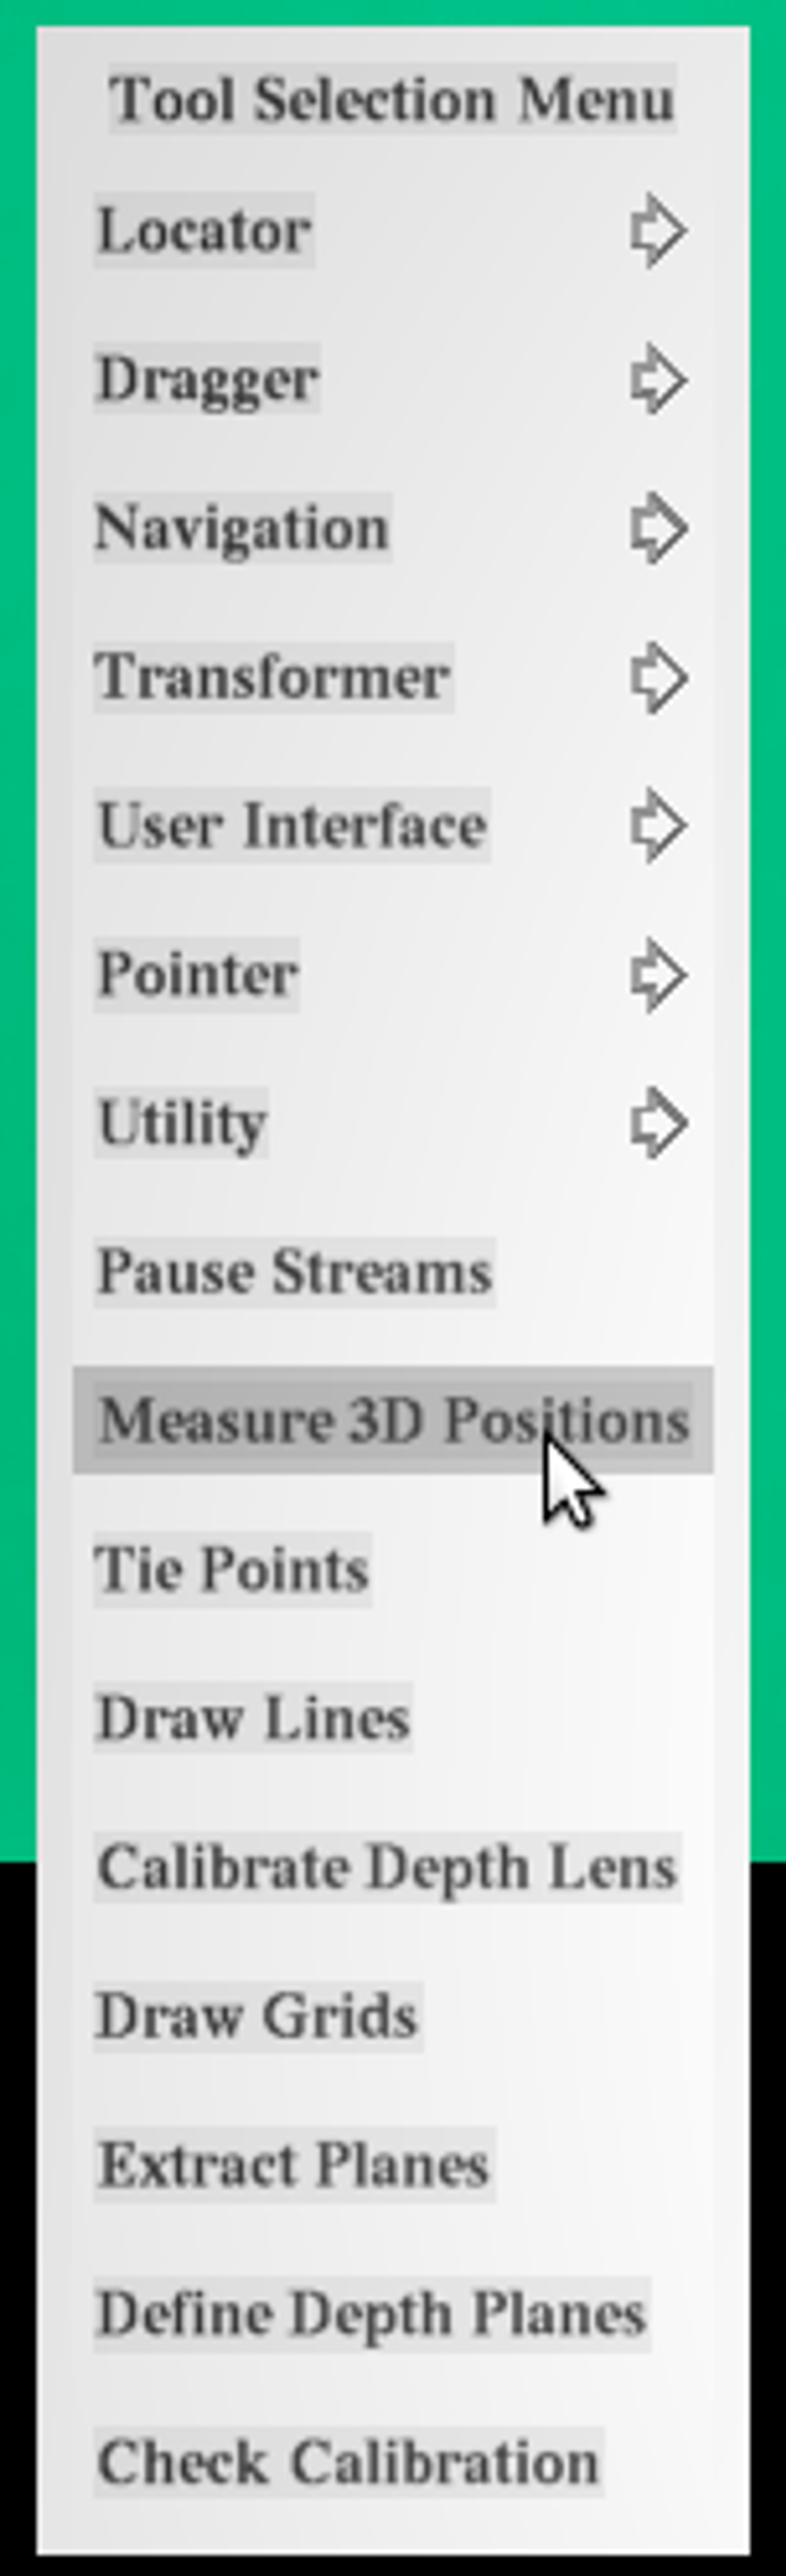 Tool Selection Menu
Locator
Dragger
Navigation
Transformer
User Interface
Pointer
Utility
Pause Streams
Measure 3D Positions
Tie Points
Draw Lines
Calibrate Depth Lens
Draw Grids
Extract Planes
Define Depth Planes
Check Calibration